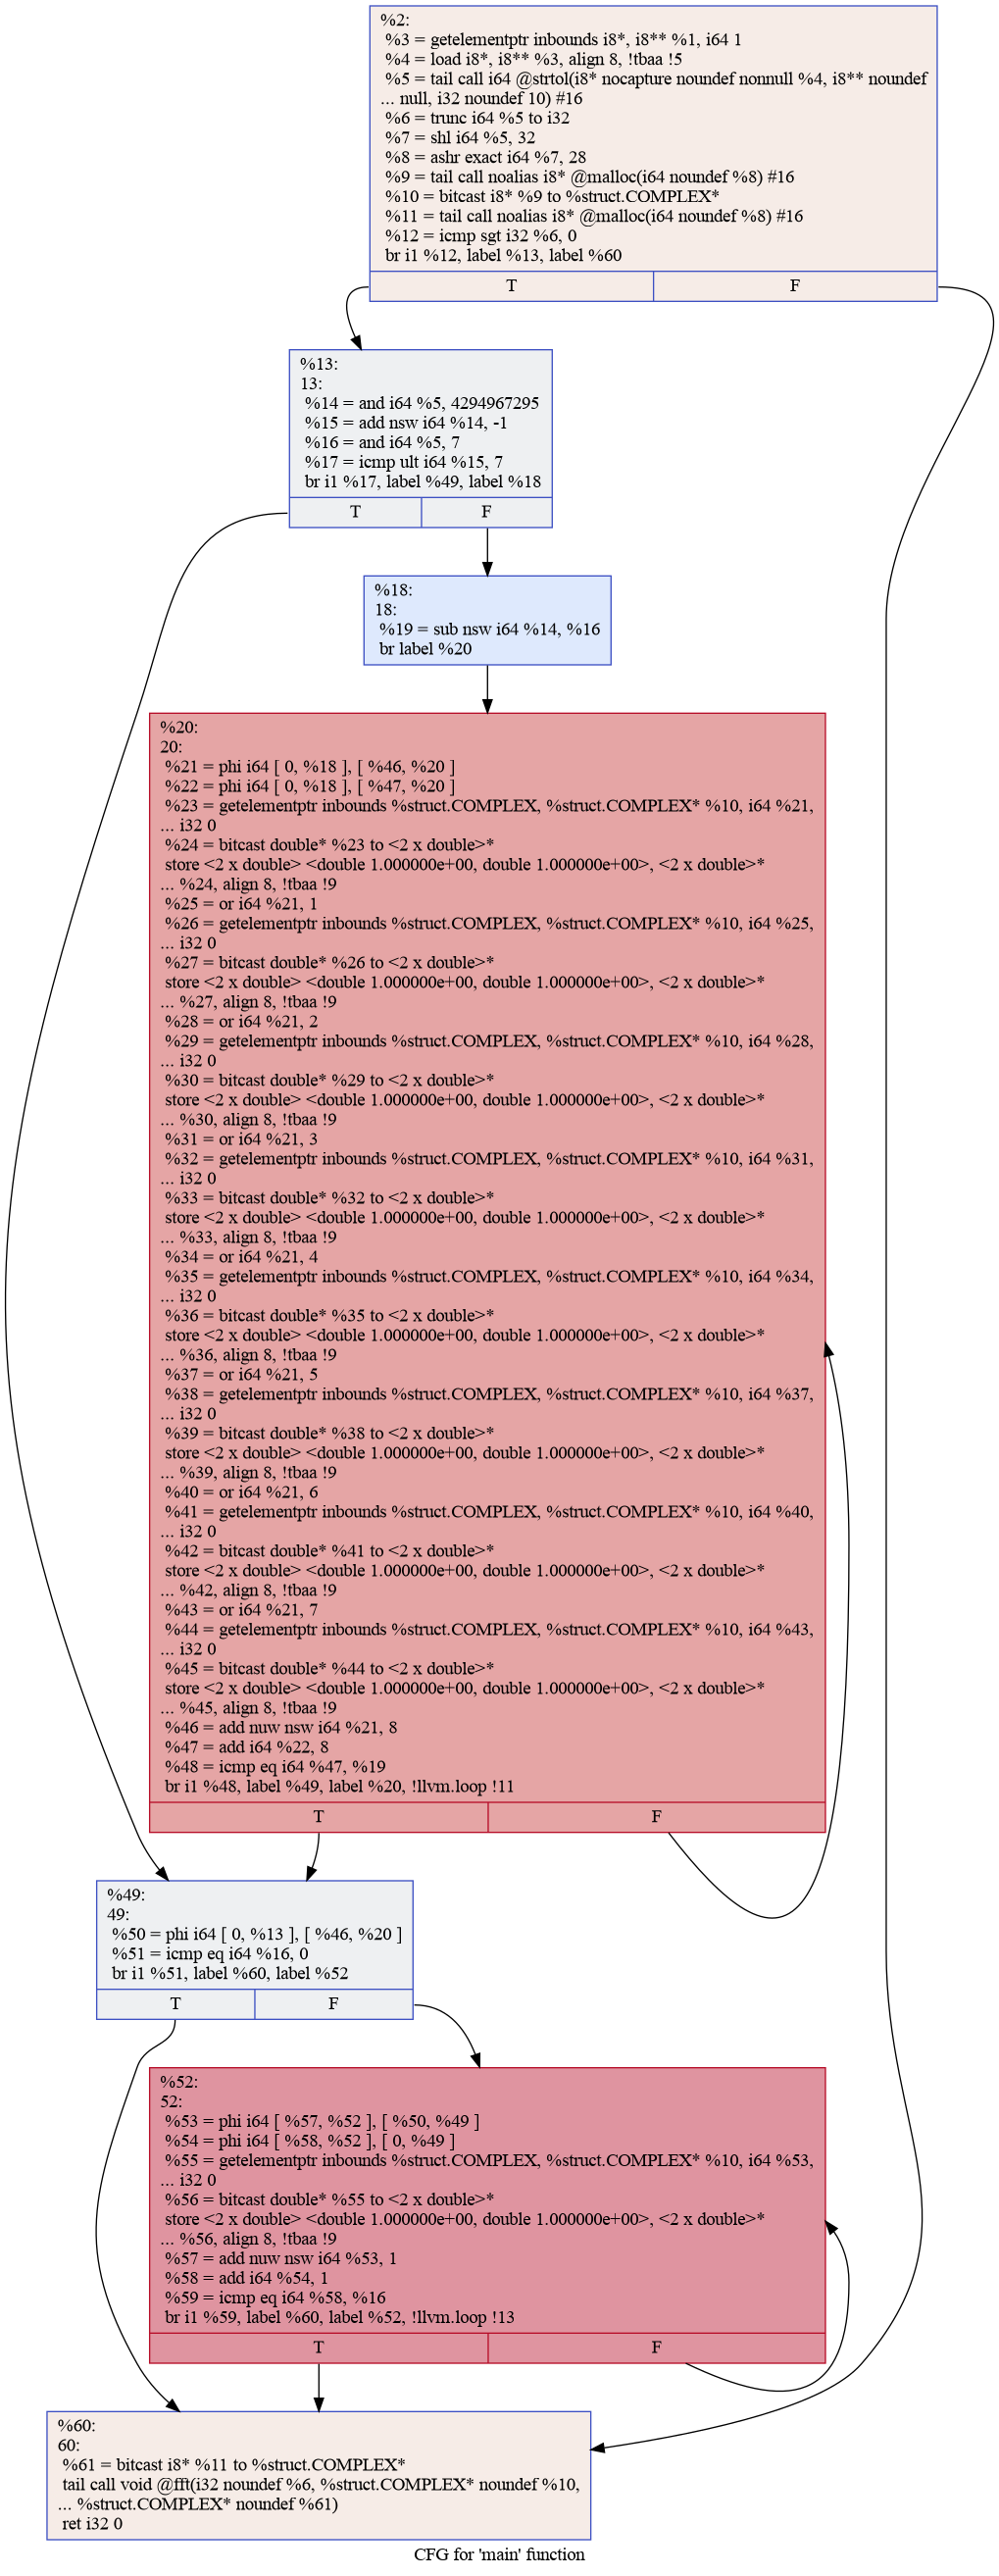 %2:
%3 = getelementptr inbounds i8*, i8** %1, i64 1
%4 = load i8*, i8** %3, align 8, !tbaa !5
%5 = tail call i64 @strtol(i8* nocapture noundef nonnull %4, i8** noundef
... null, i32 noundef 10) #16
%6 = trunc i64 %5 to i32
%7 = shl i64 %5, 32
%8 = ashr exact i64 %7, 28
%9 = tail call noalias i8* @malloc(i64 noundef %8) #16
%10 = bitcast i8* %9 to %struct.COMPLEX*
%11 = tail call noalias i8* @malloc(i64 noundef %8) #16
%12 = icmp sgt i32 %6, 0
br i1 %12, label %13, label %60
T F
%13:
13:
%14 = and i64 %5, 4294967295
%15 = add nsw i64 %14, -1
%16 = and i64 %5, 7
%17 = icmp ult i64 %15, 7
br i1 %17, label %49, label %18
T F
%18:
18:
%19 = sub nsw i64 %14, %16
br label %20
%20:
20:
%21 = phi i64 [ 0, %18 ], [ %46, %20 ]
%22 = phi i64 [ 0, %18 ], [ %47, %20 ]
%23 = getelementptr inbounds %struct.COMPLEX, %struct.COMPLEX* %10, i64 %21,
... i32 0
%24 = bitcast double* %23 to <2 x double>*
store <2 x double> <double 1.000000e+00, double 1.000000e+00>, <2 x double>*
... %24, align 8, !tbaa !9
%25 = or i64 %21, 1
%26 = getelementptr inbounds %struct.COMPLEX, %struct.COMPLEX* %10, i64 %25,
... i32 0
%27 = bitcast double* %26 to <2 x double>*
store <2 x double> <double 1.000000e+00, double 1.000000e+00>, <2 x double>*
... %27, align 8, !tbaa !9
%28 = or i64 %21, 2
%29 = getelementptr inbounds %struct.COMPLEX, %struct.COMPLEX* %10, i64 %28,
... i32 0
%30 = bitcast double* %29 to <2 x double>*
store <2 x double> <double 1.000000e+00, double 1.000000e+00>, <2 x double>*
... %30, align 8, !tbaa !9
%31 = or i64 %21, 3
%32 = getelementptr inbounds %struct.COMPLEX, %struct.COMPLEX* %10, i64 %31,
... i32 0
%33 = bitcast double* %32 to <2 x double>*
store <2 x double> <double 1.000000e+00, double 1.000000e+00>, <2 x double>*
... %33, align 8, !tbaa !9
%34 = or i64 %21, 4
%35 = getelementptr inbounds %struct.COMPLEX, %struct.COMPLEX* %10, i64 %34,
... i32 0
%36 = bitcast double* %35 to <2 x double>*
store <2 x double> <double 1.000000e+00, double 1.000000e+00>, <2 x double>*
... %36, align 8, !tbaa !9
%37 = or i64 %21, 5
%38 = getelementptr inbounds %struct.COMPLEX, %struct.COMPLEX* %10, i64 %37,
... i32 0
%39 = bitcast double* %38 to <2 x double>*
store <2 x double> <double 1.000000e+00, double 1.000000e+00>, <2 x double>*
... %39, align 8, !tbaa !9
%40 = or i64 %21, 6
%41 = getelementptr inbounds %struct.COMPLEX, %struct.COMPLEX* %10, i64 %40,
... i32 0
%42 = bitcast double* %41 to <2 x double>*
store <2 x double> <double 1.000000e+00, double 1.000000e+00>, <2 x double>*
... %42, align 8, !tbaa !9
%43 = or i64 %21, 7
%44 = getelementptr inbounds %struct.COMPLEX, %struct.COMPLEX* %10, i64 %43,
... i32 0
%45 = bitcast double* %44 to <2 x double>*
store <2 x double> <double 1.000000e+00, double 1.000000e+00>, <2 x double>*
... %45, align 8, !tbaa !9
%46 = add nuw nsw i64 %21, 8
%47 = add i64 %22, 8
%48 = icmp eq i64 %47, %19
br i1 %48, label %49, label %20, !llvm.loop !11
T F
%49:
49:
%50 = phi i64 [ 0, %13 ], [ %46, %20 ]
%51 = icmp eq i64 %16, 0
br i1 %51, label %60, label %52
T F
%52:
52:
%53 = phi i64 [ %57, %52 ], [ %50, %49 ]
%54 = phi i64 [ %58, %52 ], [ 0, %49 ]
%55 = getelementptr inbounds %struct.COMPLEX, %struct.COMPLEX* %10, i64 %53,
... i32 0
%56 = bitcast double* %55 to <2 x double>*
store <2 x double> <double 1.000000e+00, double 1.000000e+00>, <2 x double>*
... %56, align 8, !tbaa !9
%57 = add nuw nsw i64 %53, 1
%58 = add i64 %54, 1
%59 = icmp eq i64 %58, %16
br i1 %59, label %60, label %52, !llvm.loop !13
T F
%60:
60:
%61 = bitcast i8* %11 to %struct.COMPLEX*
tail call void @fft(i32 noundef %6, %struct.COMPLEX* noundef %10,
... %struct.COMPLEX* noundef %61)
ret i32 0
CFG for 'main' function